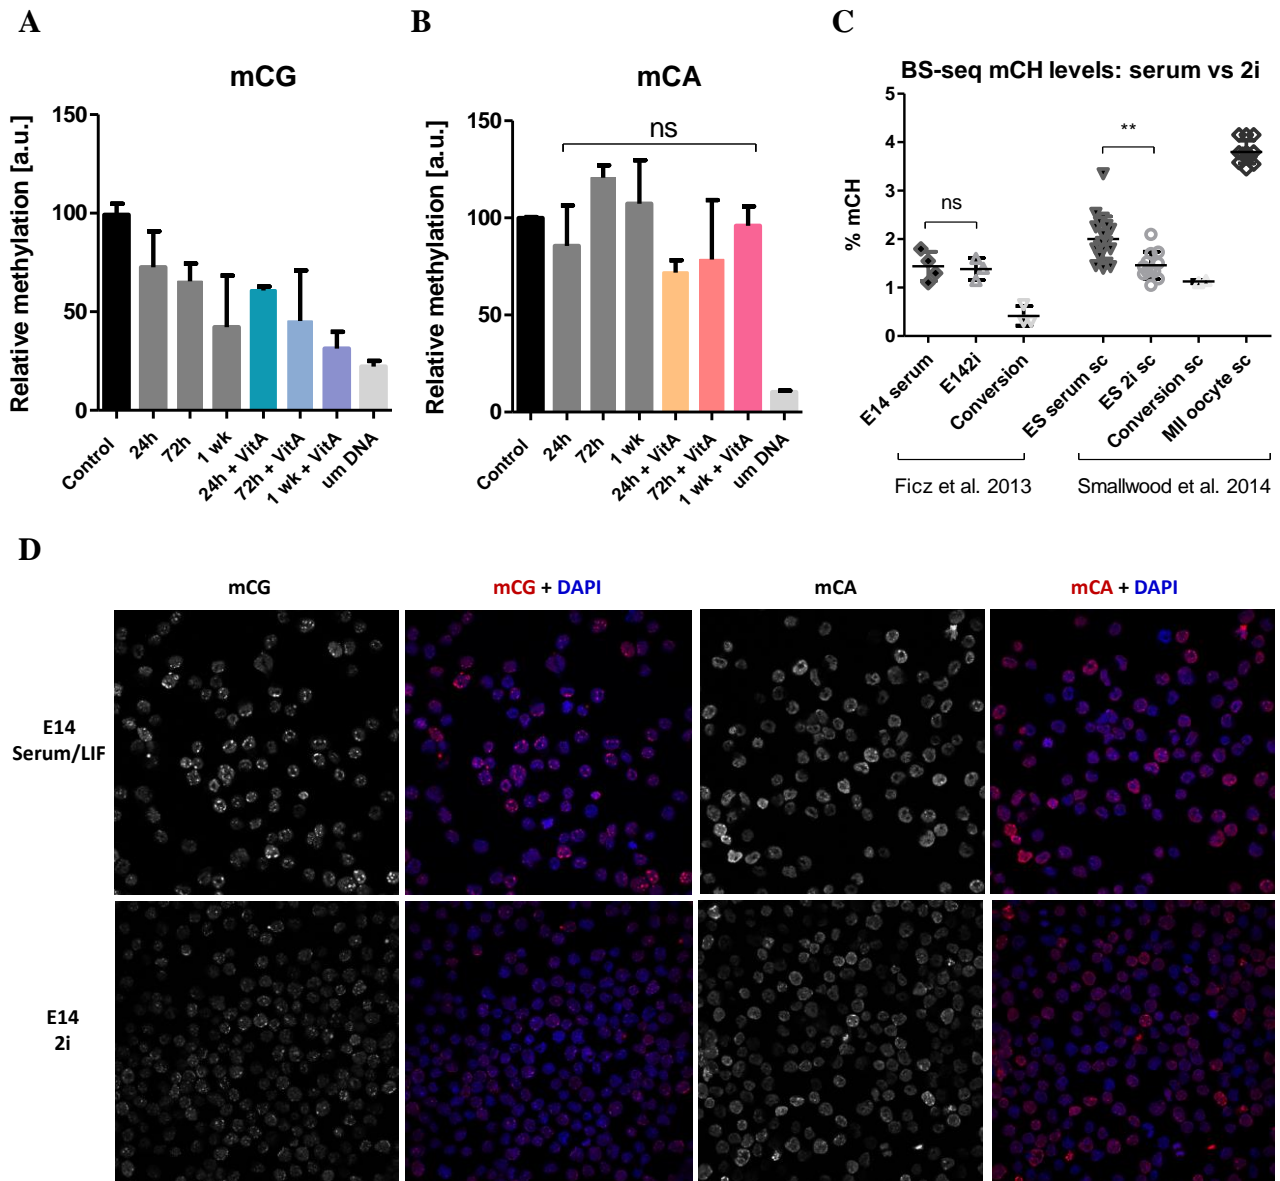 A
mCG
Relative methylation [a.u.]
150
100
50
0
Control
24h
72h
1 wk
24h + VitA
72h + VitA
1 wk + VitA
um DNA
B
mCA
Relative methylation [a.u.]
150
100
50
0
ns
Control
24h
72h
1 wk
24h + VitA
72h + VitA
1 wk + VitA
um DNA
C
BS-seq mCH levels: serum vs 2i
% mCH
5
4
3
2
1
0
ns
**
E14 serum
E142i
Conversion
ES serum sc
ES 2i sc
Conversion sc
MII oocyte sc
Ficz et al. 2013
Smallwood et al. 2014
D
mCG
mCG + DAPI
mCA
mCA + DAPI
E14
Serum/LIF
E14
2i